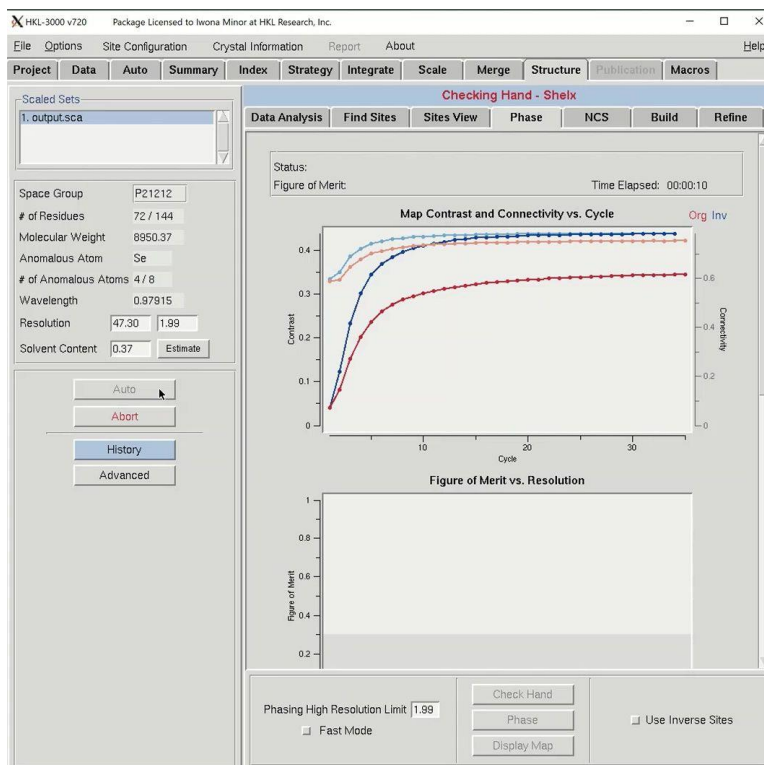 HKL-3000 v720 Package Licensed to Iwona Minor at HKL Research, Inc.
File Options Site Configuration Crystal Information Report About Help
Project Data Auto Summary Index Strategy Integrate Scale Merge Structure Publication Macros
Scaled Sets
1. output.sca
Space Group P21212
# of Residues 72 / 144
Molecular Weight 8950.37
Anomalous Atom Se
# of Anomalous Atoms 4 / 8
Wavelength 0.97915
Resolution 47.30 1.99
Solvent Content 0.37 Estimate
Auto
Abort
History
Advanced
Checking Hand - Shelx
Data Analysis Find Sites Sites View Phase NCS Build Refine
Status:
Figure of Merit: Time Elapsed: 00:00:10
Map Contrast and Connectivity vs. Cycle Org Inv
0.4
0.3
0.2
0.1
0
Contrast
0.6
0.4
0.2
0
Connectivity
10 20 30
Cycle
Figure of Merit vs. Resolution
1
0.8
0.6
0.4
0.2
Figure of Merit
Phasing High Resolution Limit 1.99
Fast Mode
Check Hand
Phase
Display Map
Use Inverse Sites